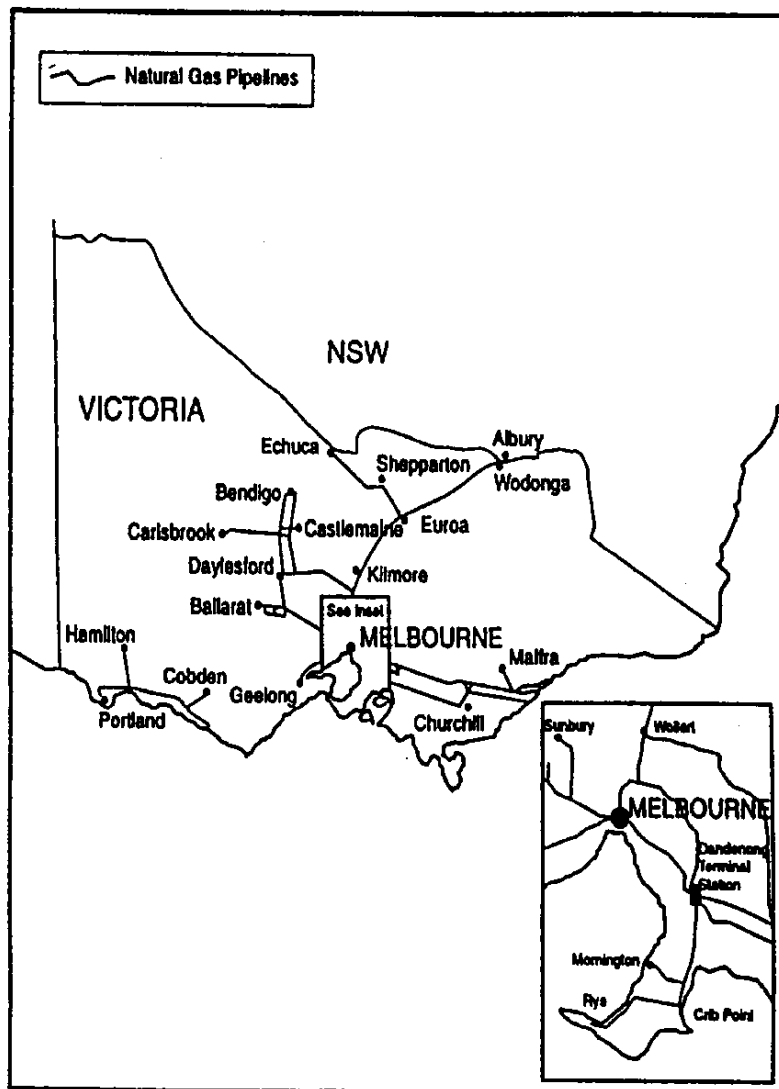 Natural Gas Pipelines
NSW
VICTORIA
Albury
Echuca
Shepparton
Wodonga
Bendigo
Castlemaine
Euroa
Carlsbrook
Daylesford
Kilmore
Ballarat
See Inset
Hamilton
MELBOURNE
Maffra
Cobden
Geelong
Portland
Churchill
Sunbury
Wollert
MELBOURNE
Dandenong
Terminal
Station
Mornington
Rye
Crib Point